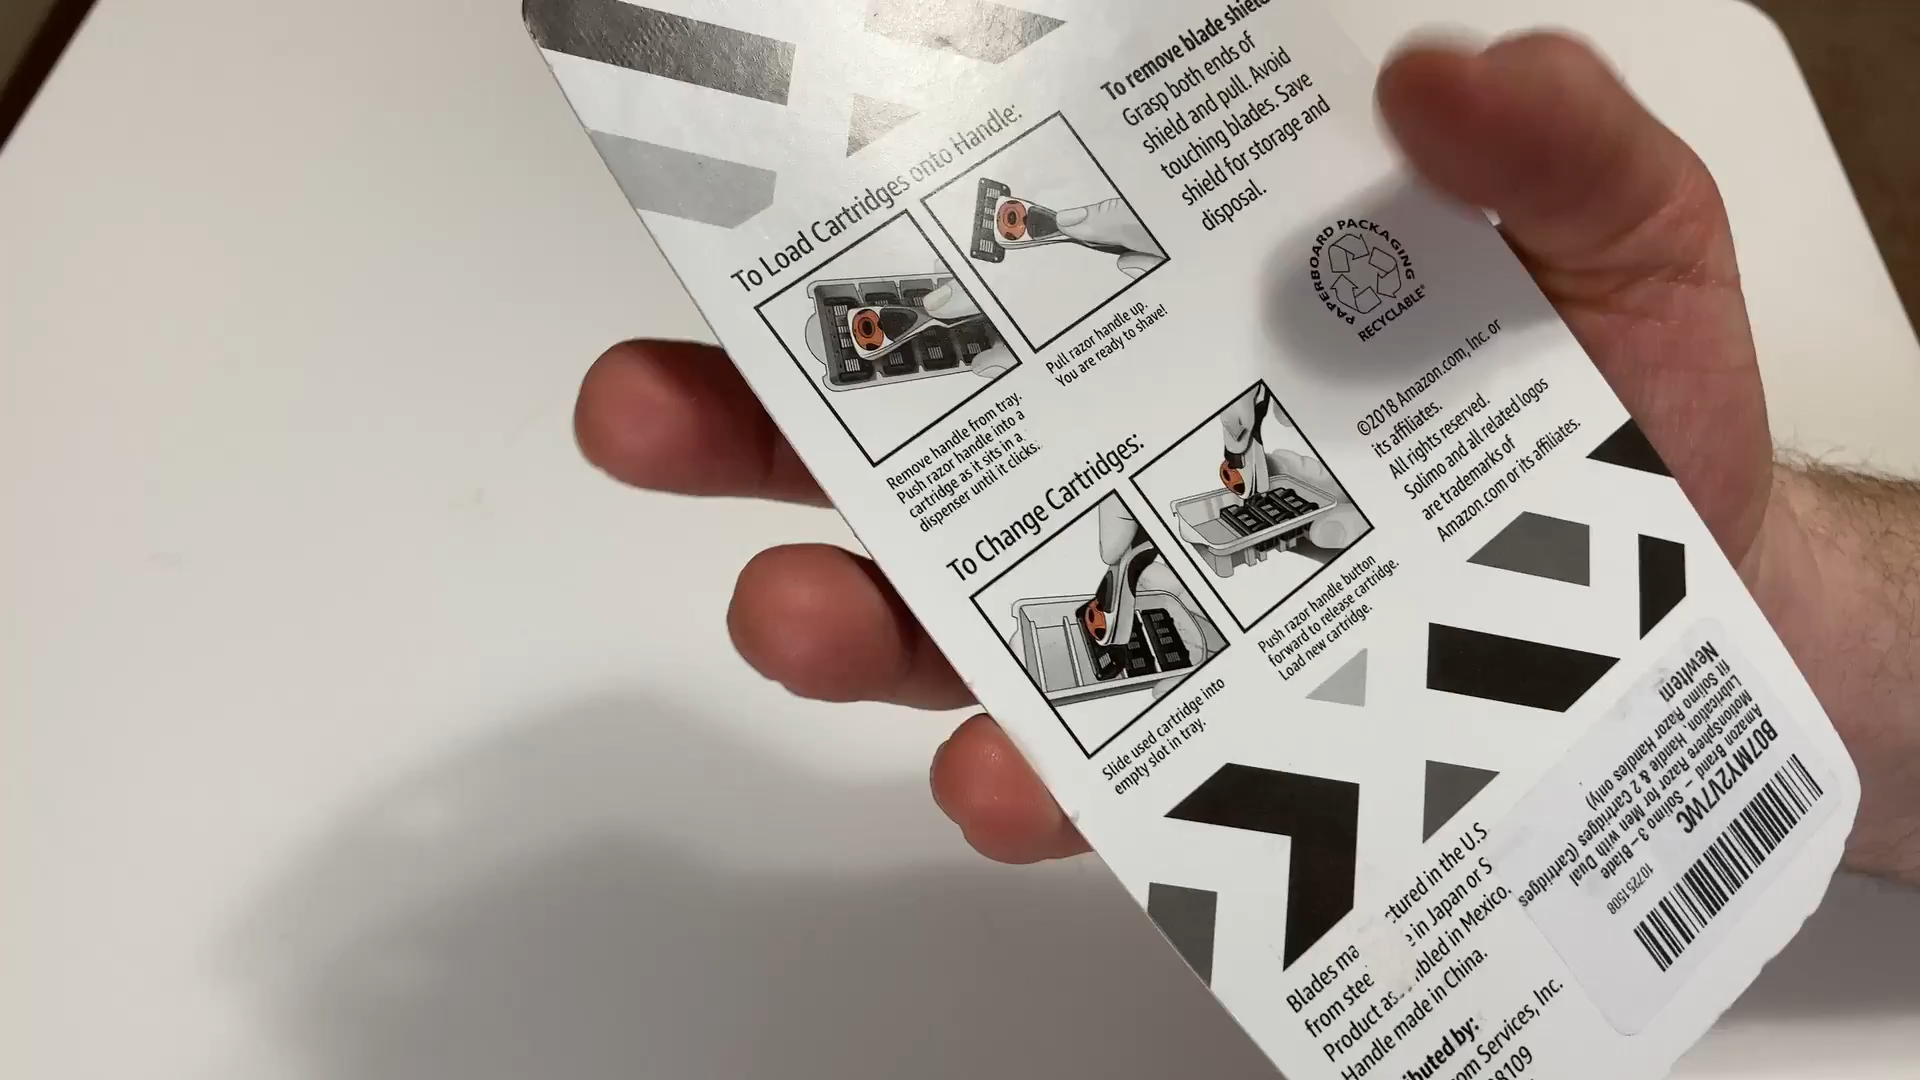 To Load Cartridges onto Handle:
Remove handle from tray.
Push razor handle into a
cartridge as it sits in a
dispenser until it clicks.
Pull razor handle up.
You are ready to shave!
To remove blade shield
Grasp both ends of
shield and pull. Avoid
touching blades. Save
shield for storage and
disposal.
PAPERBOARD PACKAGING
RECYCLABLE®
To Change Cartridges:
Slide used cartridge into
empty slot in tray.
Push razor handle button
forward to release cartridge.
Load new cartridge.
©2018 Amazon.com, Inc. or
its affiliates.
All rights reserved.
Solimo and all related logos
are trademarks of
Amazon.com or its affiliates.
Blades
from
in the U.S
in Japan or
Product
in Mexico.
Handle made in China.
by:
Services, Inc.
B07MY2V7WC
Amazon Brand – Solimo 3-Blade
MotionSphere Razor for Men with Dual
Lubrication, Handle & 2 Cartridges (Cartridges
fit Solimo Razor Handles only)
NewItem
107251508